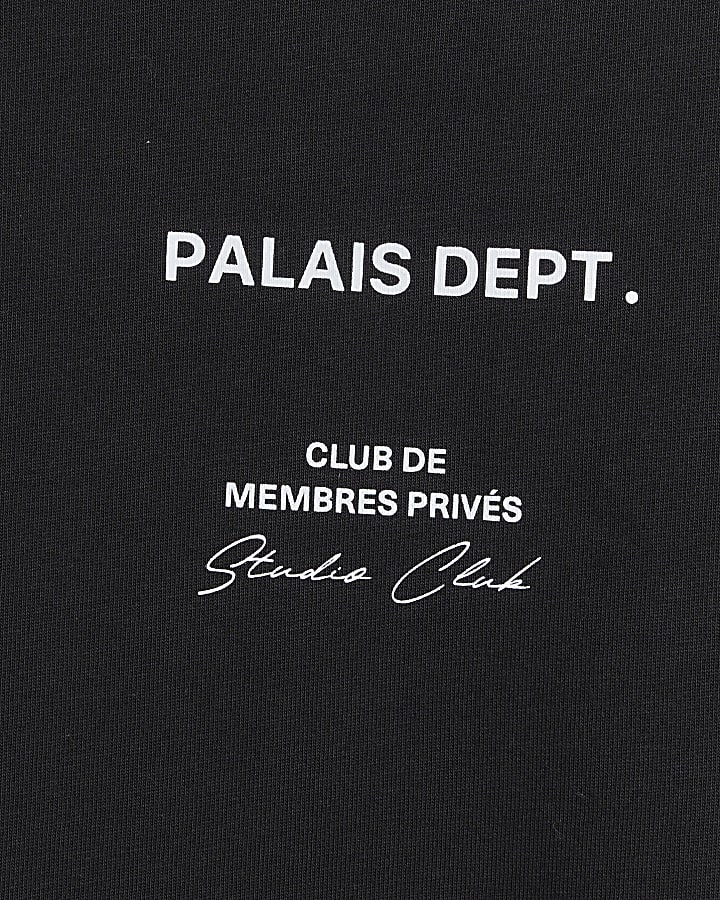 PALAIS DEPT.
CLUB DE
MEMBRES PRIVÉS
Studio Club